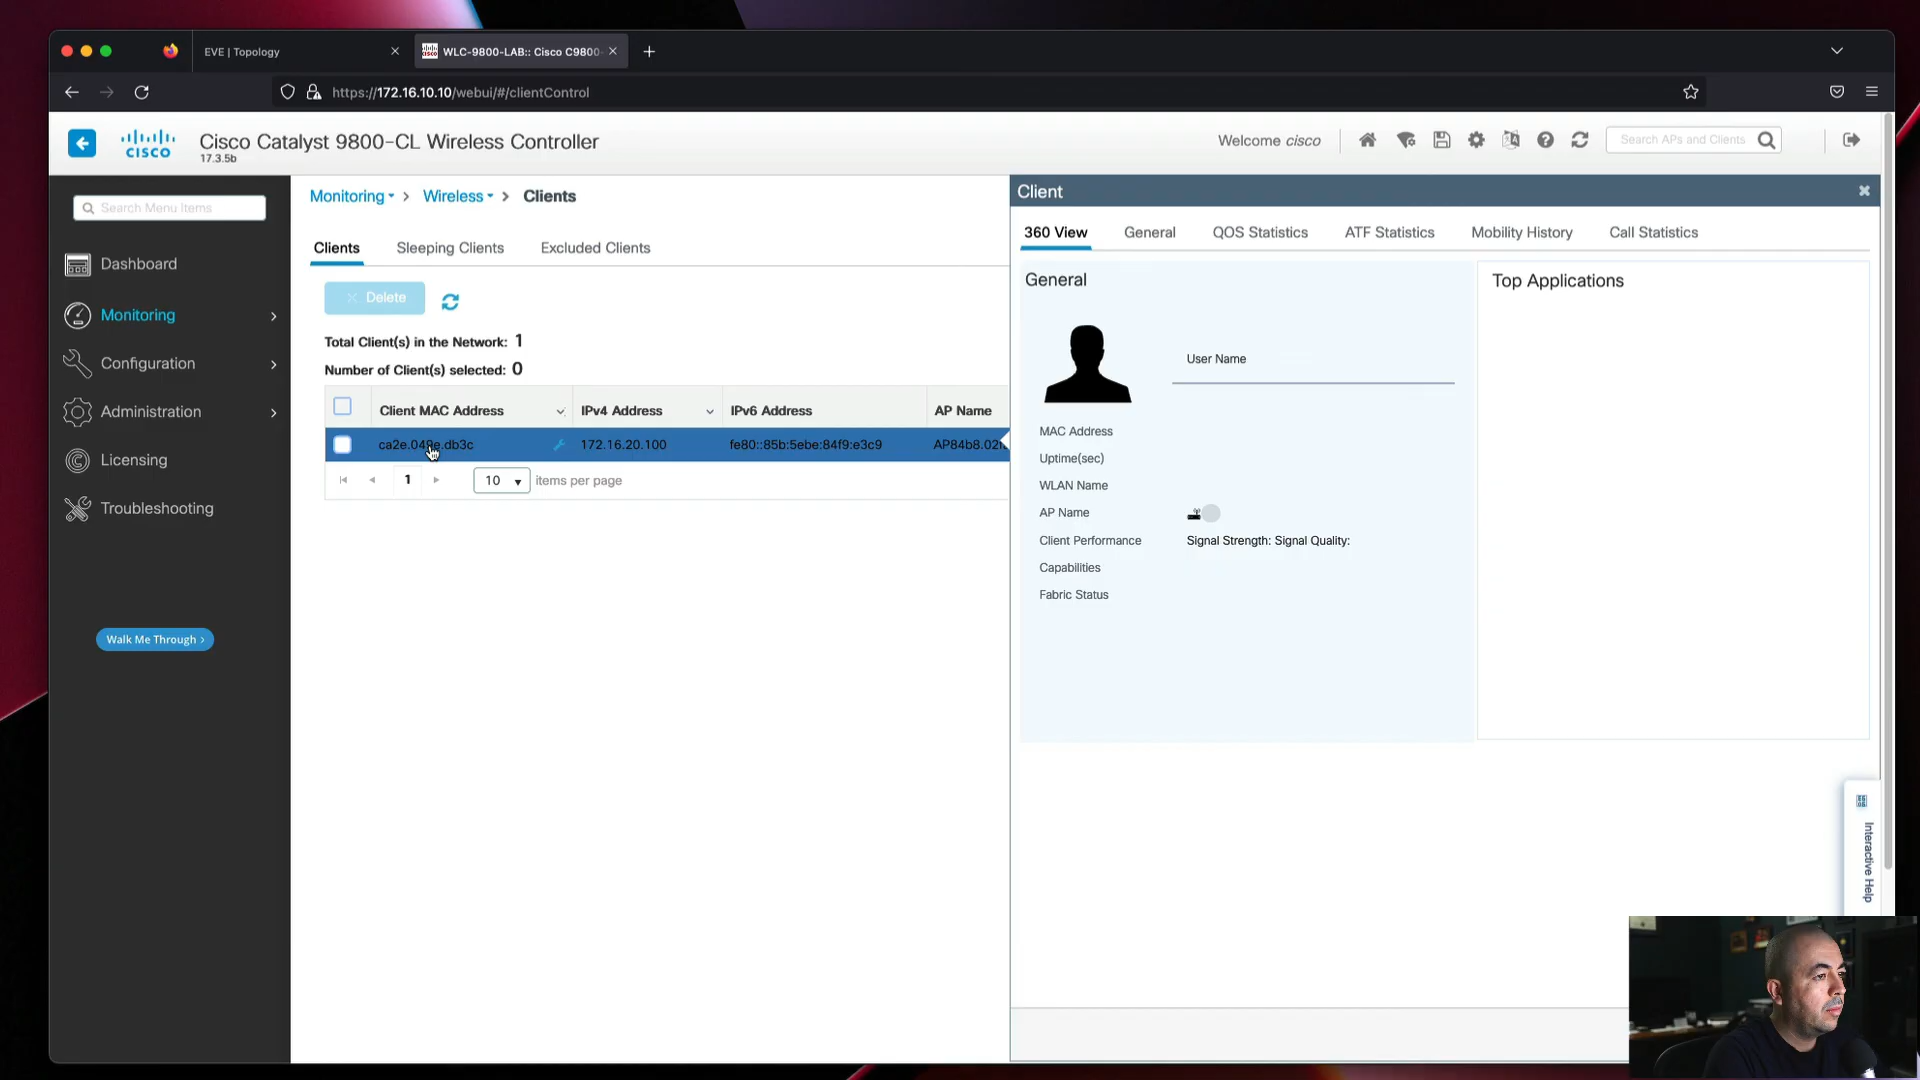 EVE | Topology
WLC-9800-LAB:: Cisco C9800-
https://172.16.10.10/webui/#/clientControl
CISCO
Cisco Catalyst 9800-CL Wireless Controller
17.3.5b
Welcome cisco
Search APs and Clients
Search Menu Items
Dashboard
Monitoring
Configuration
Administration
Licensing
Troubleshooting
Walk Me Through >
Monitoring > Wireless > Clients
Clients Sleeping Clients Excluded Clients
× Delete
Total Client(s) in the Network: 1
Number of Client(s) selected: 0
Client MAC Address IPv4 Address IPv6 Address AP Name
ca2e.049e.db3c 172.16.20.100 fe80::85b:5ebe:84f9:e3c9 AP84b8.02f
1 10 items per page
Client
360 View General QOS Statistics ATF Statistics Mobility History Call Statistics
General
User Name
MAC Address
Uptime(sec)
WLAN Name
AP Name
Client Performance Signal Strength: Signal Quality:
Capabilities
Fabric Status
Top Applications
Interactive Help